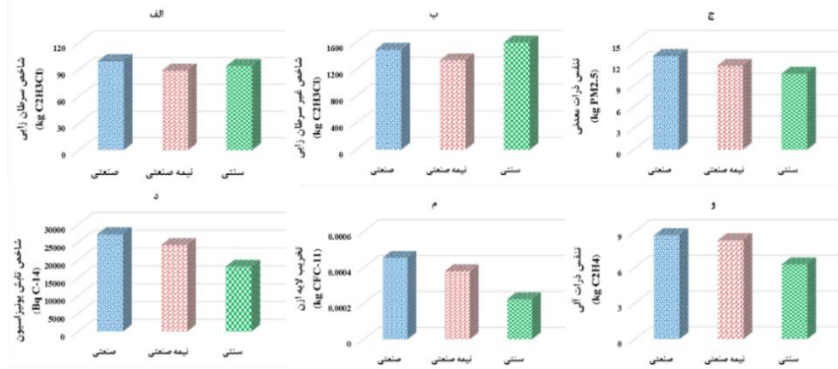 الف
شاخص سرطان زایی
(kg C2H3Cl)
120
90
60
30
0
صنعتی
نیمه صنعتی
سنتی
ب
شاخص غیر سرطان زایی
(kg C2H3Cl)
1600
1200
800
400
0
صنعتی
نیمه صنعتی
سنتی
ج
تنفس ذرات معدنی
(kg PM2.5)
15
12
9
6
3
0
صنعتی
نیمه صنعتی
سنتی
د
شاخص تابش یونیزاسیون
(Bq C-14)
30000
25000
20000
15000
10000
5000
0
صنعتی
نیمه صنعتی
سنتی
م
تخریب لایه ازن
(kg CFC-11)
0,0006
0,0004
0,0002
0
صنعتی
نیمه صنعتی
سنتی
و
تنفس ذرات آلی
(kg C2H4)
9
6
3
0
صنعتی
نیمه صنعتی
سنتی